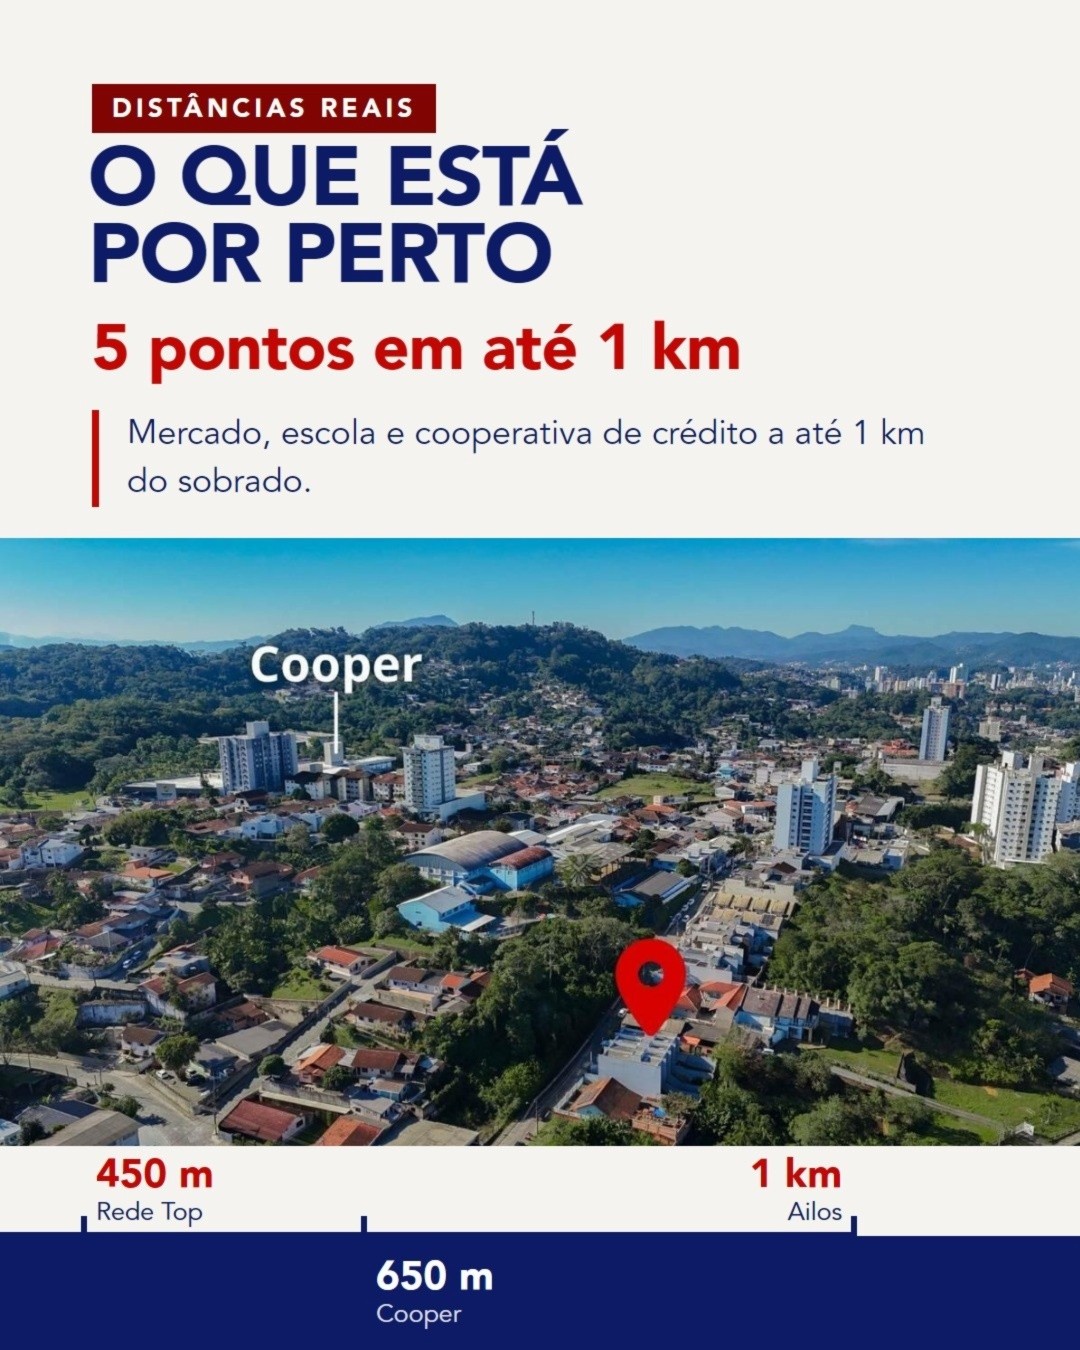 DISTÂNCIAS REAIS
O QUE ESTÁ
POR PERTO
5 pontos em até 1 km
Mercado, escola e cooperativa de crédito a até 1 km
do sobrado.
Cooper
450 m
Rede Top
1 km
Ailos
650 m
Cooper